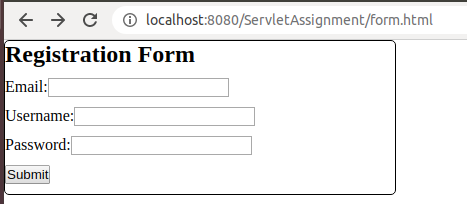 localhost:8080/ServletAssignment/form.html
Registration Form
Email:
Username:
Password:
Submit